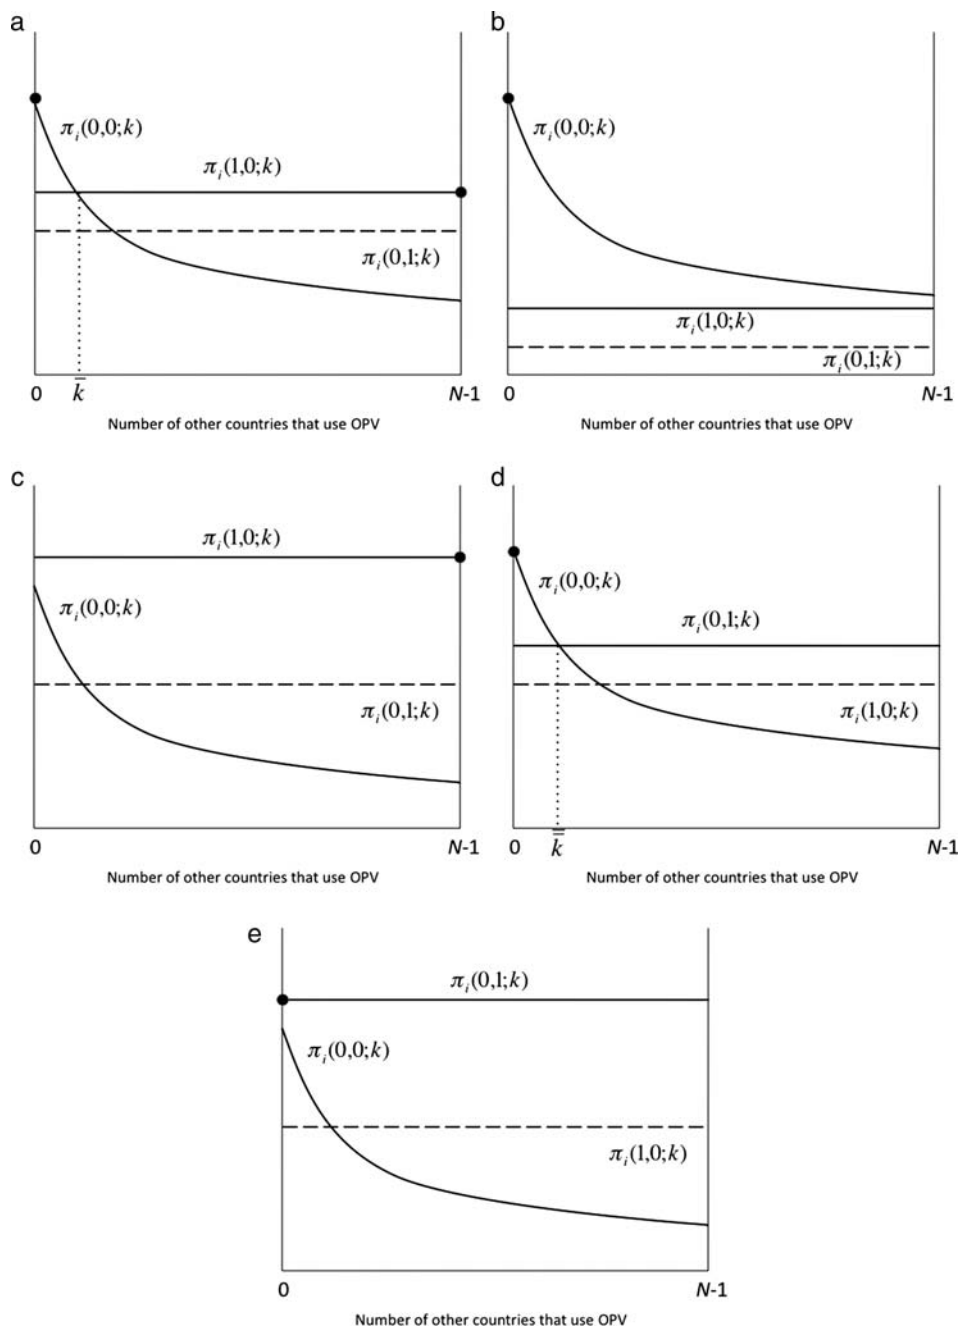 a
π_i(0,0;k)
π_i(1,0;k)
π_i(0,1;k)
0
k̄
N-1
Number of other countries that use OPV
b
π_i(0,0;k)
π_i(1,0;k)
π_i(0,1;k)
0
N-1
Number of other countries that use OPV
c
π_i(1,0;k)
π_i(0,0;k)
π_i(0,1;k)
0
N-1
Number of other countries that use OPV
d
π_i(0,0;k)
π_i(0,1;k)
π_i(1,0;k)
0
k̿
N-1
Number of other countries that use OPV
e
π_i(0,1;k)
π_i(0,0;k)
π_i(1,0;k)
0
N-1
Number of other countries that use OPV